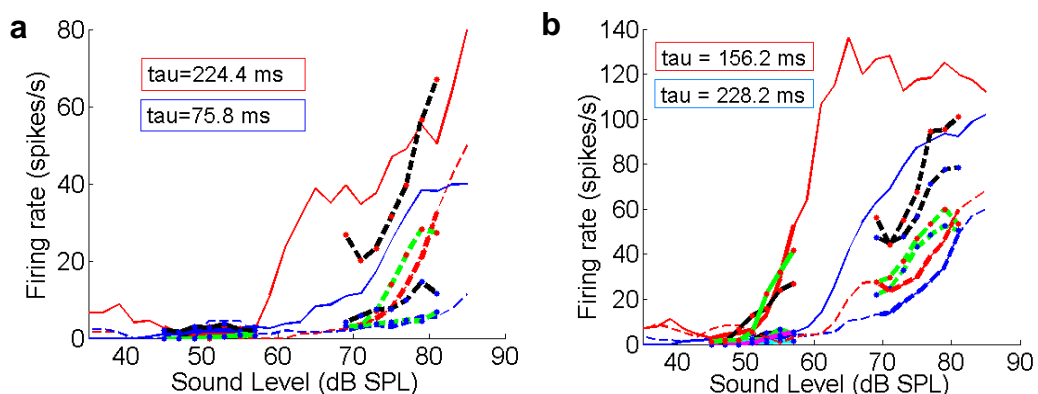 a
80
60
40
20
0
Firing rate (spikes/s)
tau=224.4 ms
tau=75.8 ms
40
50
60
70
80
90
Sound Level (dB SPL)
b
140
120
100
80
60
40
20
0
Firing rate (spikes/s)
tau = 156.2 ms
tau = 228.2 ms
40
50
60
70
80
90
Sound Level (dB SPL)